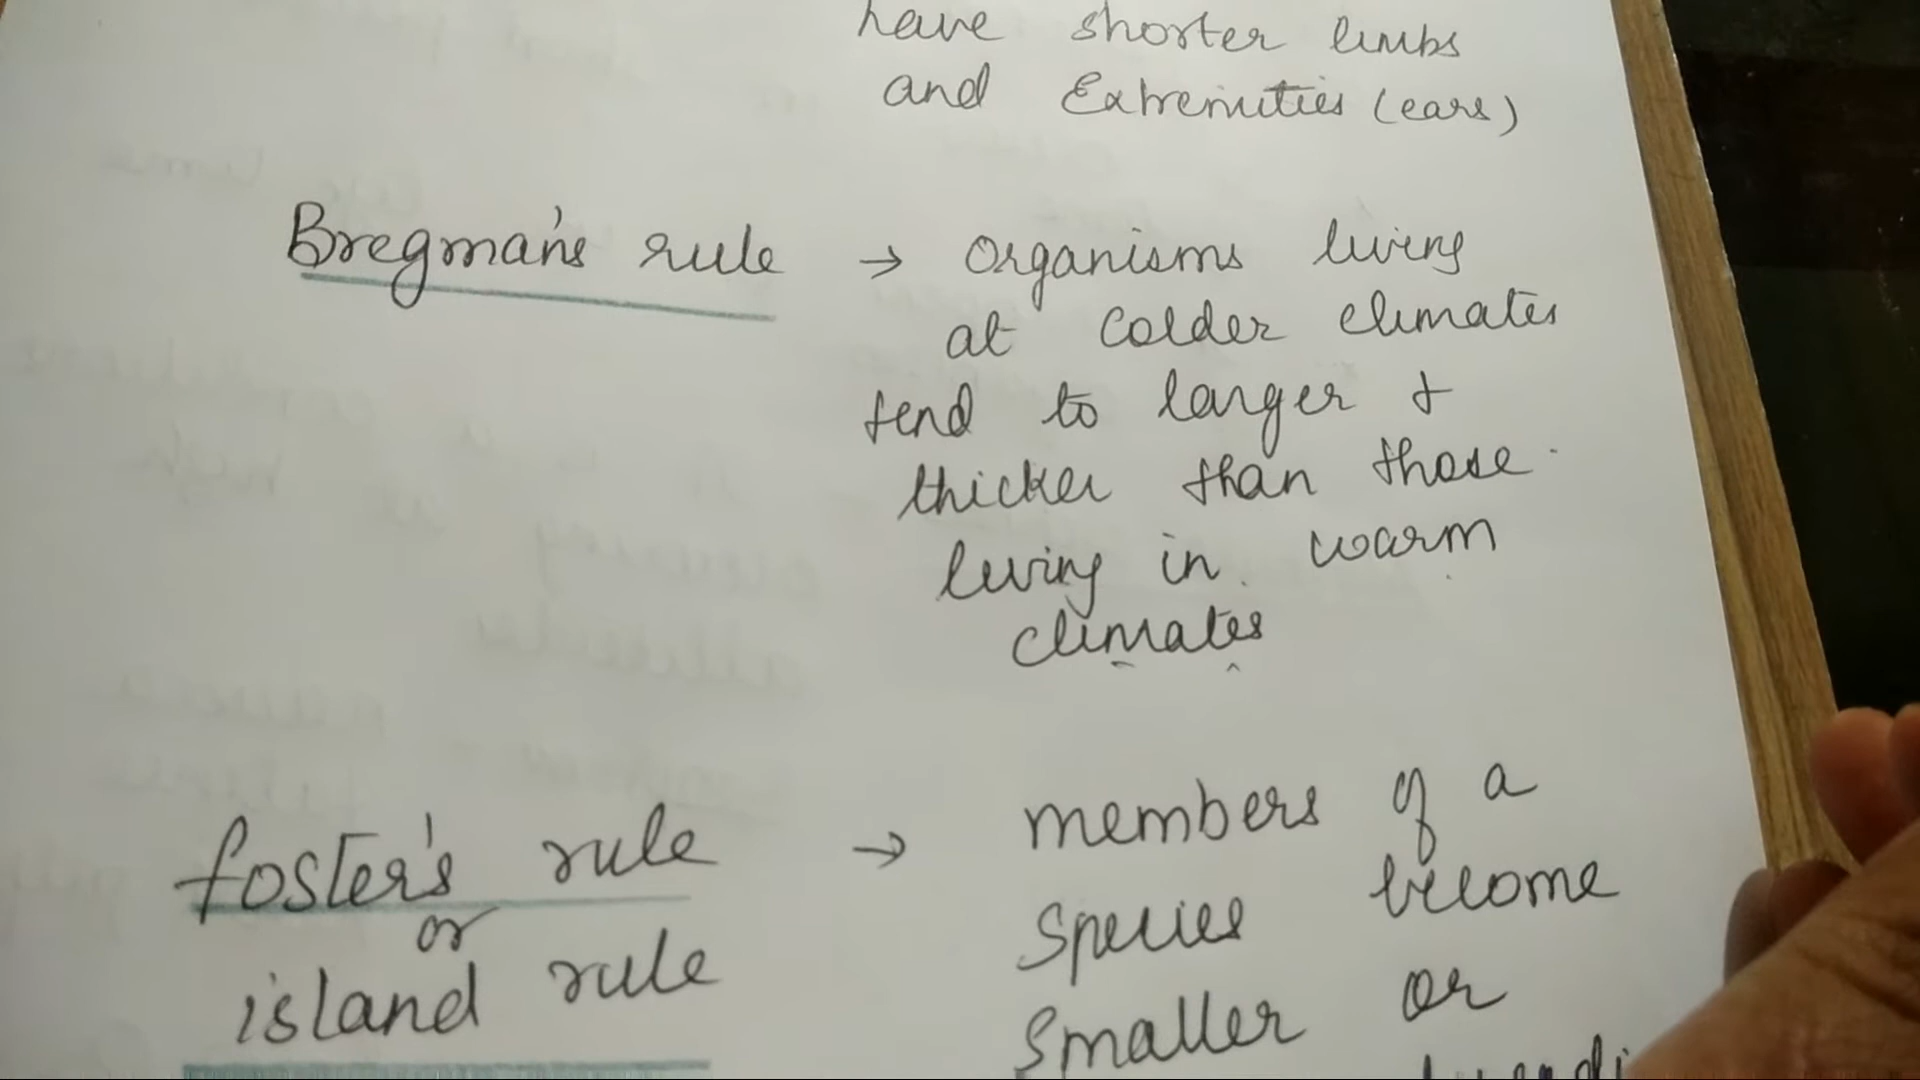 have shorter limbs
and Extremities (ears)
Bregman's rule → Organisms living
at Colder climates
tend to larger &
thicker than those
living in warm
climates
foster's rule → members of a
or species become
island rule smaller or